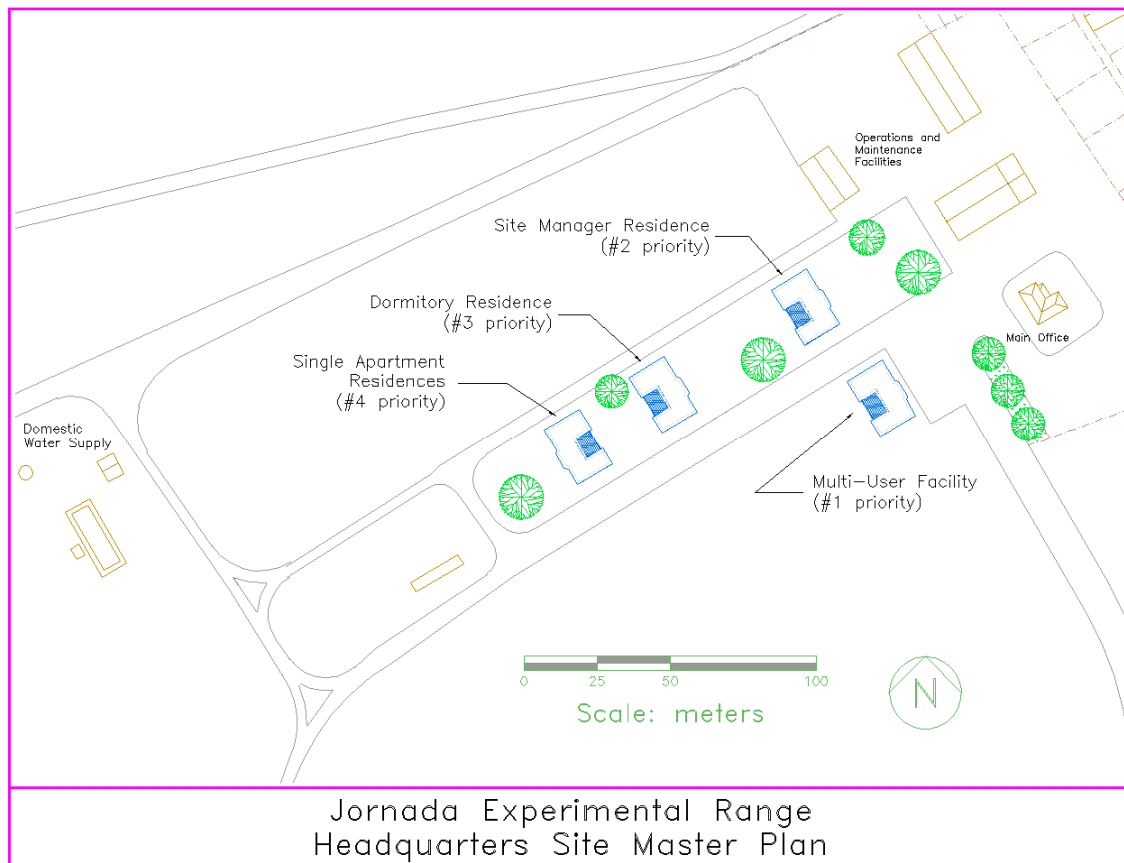 Operations and
Maintenance
Facilities
Site Manager Residence
(#2 priority)
Dormitory Residence
(#3 priority)
Main Office
Single Apartment
Residences
(#4 priority)
Domestic
Water Supply
Multi-User Facility
(#1 priority)
0 25 50 100
Scale: meters
N
Jornada Experimental Range
Headquarters Site Master Plan